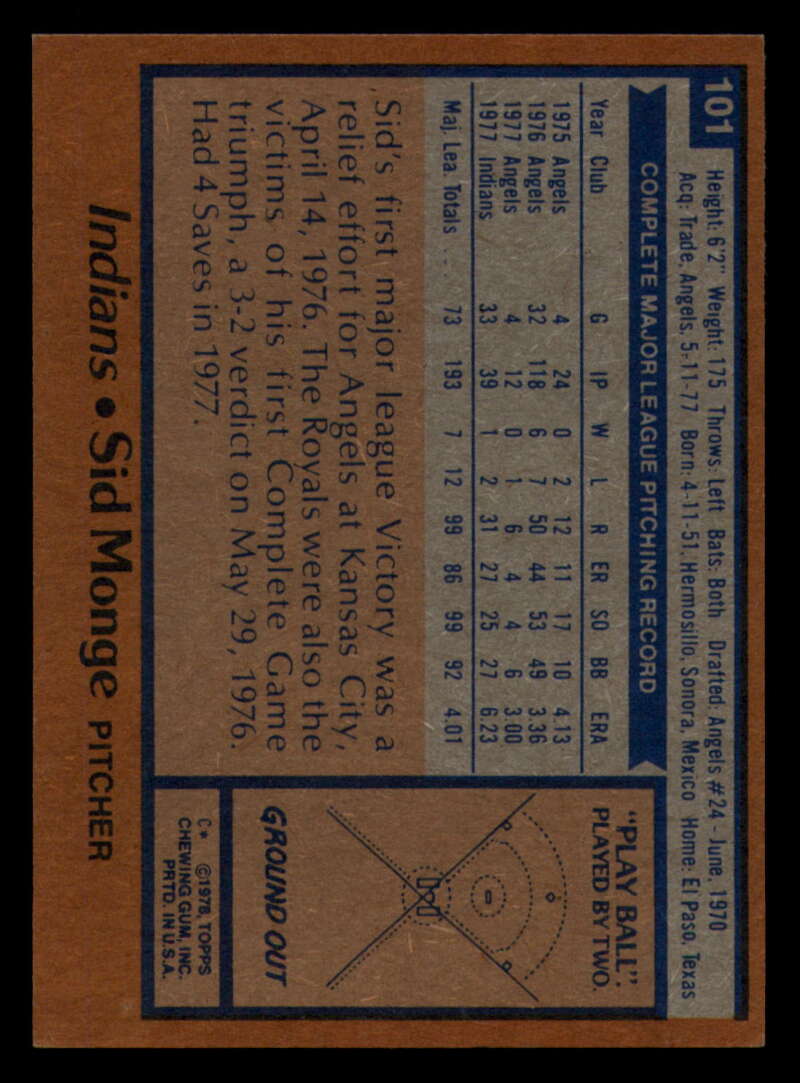 101
Height: 6'2" Weight: 175 Throws: Left Bats: Both Drafted: Angels #24 - June, 1970
Acq: Trade, Angels, 5-11-77 Born: 4-11-51, Hermosillo, Sonora, Mexico Home: El Paso, Texas
COMPLETE MAJOR LEAGUE PITCHING RECORD
Year Club G IP W L R ER SO BB ERA
1975 Angels 4 24 0 2 12 11 17 10 4.13
1976 Angels 32 118 6 7 50 44 53 49 3.36
1977 Angels 4 12 0 1 6 4 4 6 3.00
1977 Indians 33 39 1 2 31 27 25 27 6.23
Maj. Lea. Totals . . . 73 193 7 12 99 86 99 92 4.01
Sid's first major league Victory was a
relief effort for Angels at Kansas City,
April 14, 1976. The Royals were also the
victims of his first Complete Game
triumph, a 3-2 verdict on May 29, 1976.
Had 4 Saves in 1977.
"PLAY BALL":
PLAYED BY TWO.
GROUND OUT
C* ©1978, TOPPS
CHEWING GUM, INC.
PRTD. IN U.S.A.
Indians • Sid Monge PITCHER